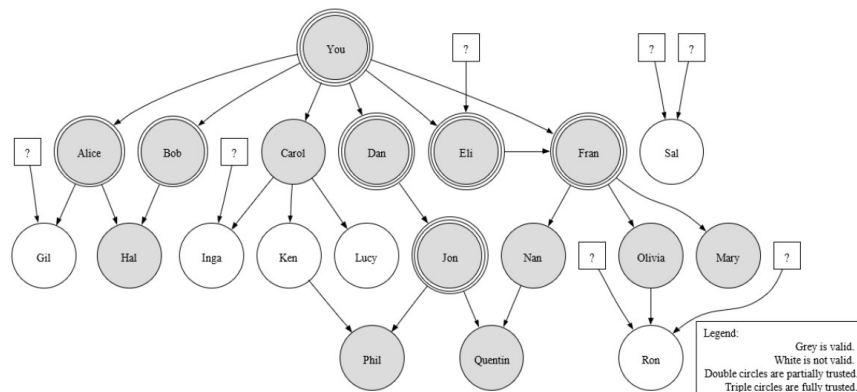 You
?
?
?
?
Alice
Bob
?
Carol
Dan
Eli
Fran
Sal
Gil
Hal
Inga
Ken
Lucy
Jon
Nan
?
Olivia
Mary
?
Phil
Quentin
Ron
Legend:
Grey is valid.
White is not valid.
Double circles are partially trusted.
Triple circles are fully trusted.